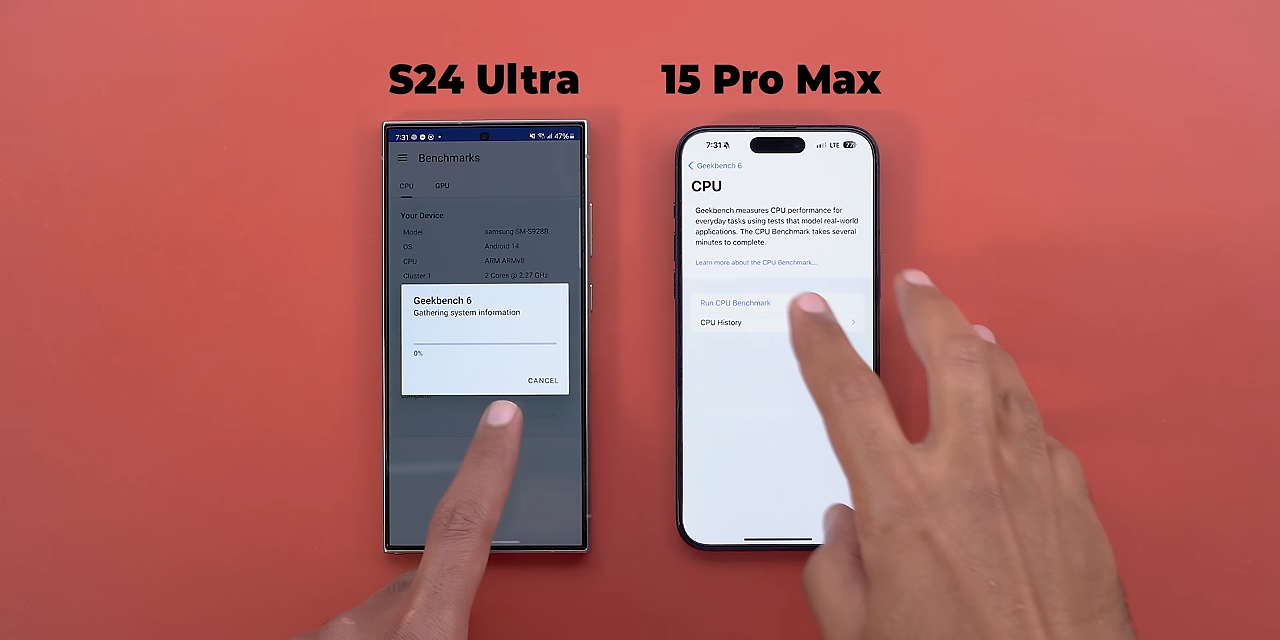 S24 Ultra
15 Pro Max
7:31
47%
Benchmarks
CPU GPU
Your Device
Model samsung SM-S928B
OS Android 14
CPU ARM ARMv8
Cluster 1 2 Cores @ 2.27 GHz
Geekbench 6
Gathering system information
0%
CANCEL
7:31 LTE 77
Geekbench 6
CPU
Geekbench measures CPU performance for
everyday tasks using tests that model real-world
applications. The CPU Benchmark takes several
minutes to complete.
Learn more about the CPU Benchmark...
Run CPU Benchmark
CPU History